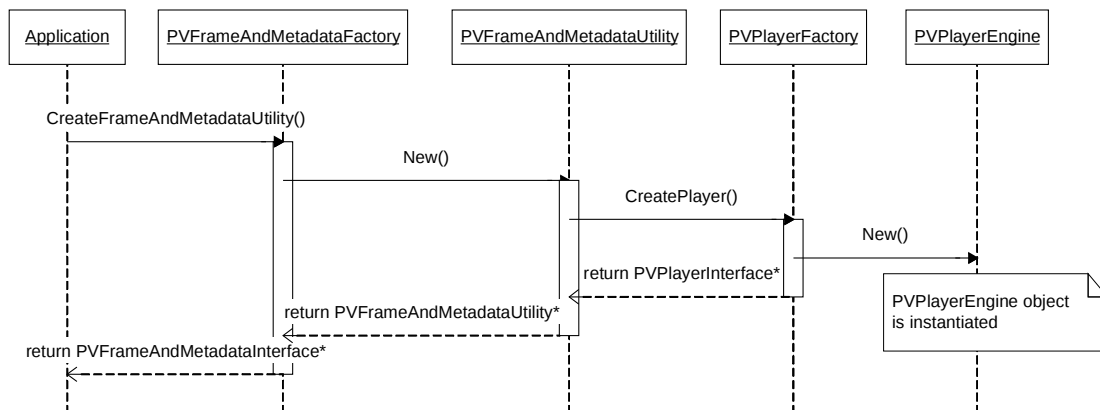 Application
PVFrameAndMetadataFactory
PVFrameAndMetadataUtility
PVPlayerFactory
PVPlayerEngine
CreateFrameAndMetadataUtility()
New()
CreatePlayer()
New()
return PVPlayerInterface*
PVPlayerEngine object
is instantiated
return PVFrameAndMetadataUtility*
return PVFrameAndMetadataInterface*